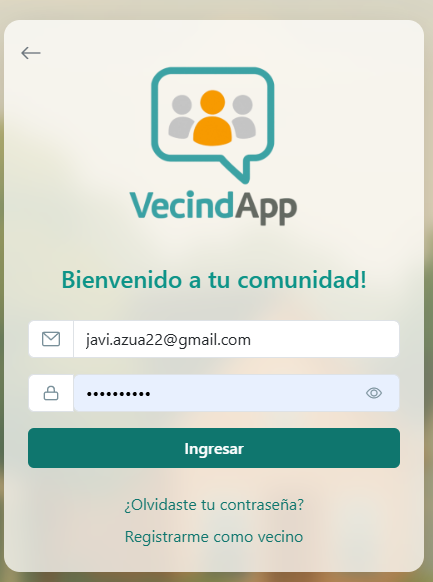 VecindApp
Bienvenido a tu comunidad!
javi.azua22@gmail.com
••••••••••
Ingresar
¿Olvidaste tu contraseña?
Registrarme como vecino